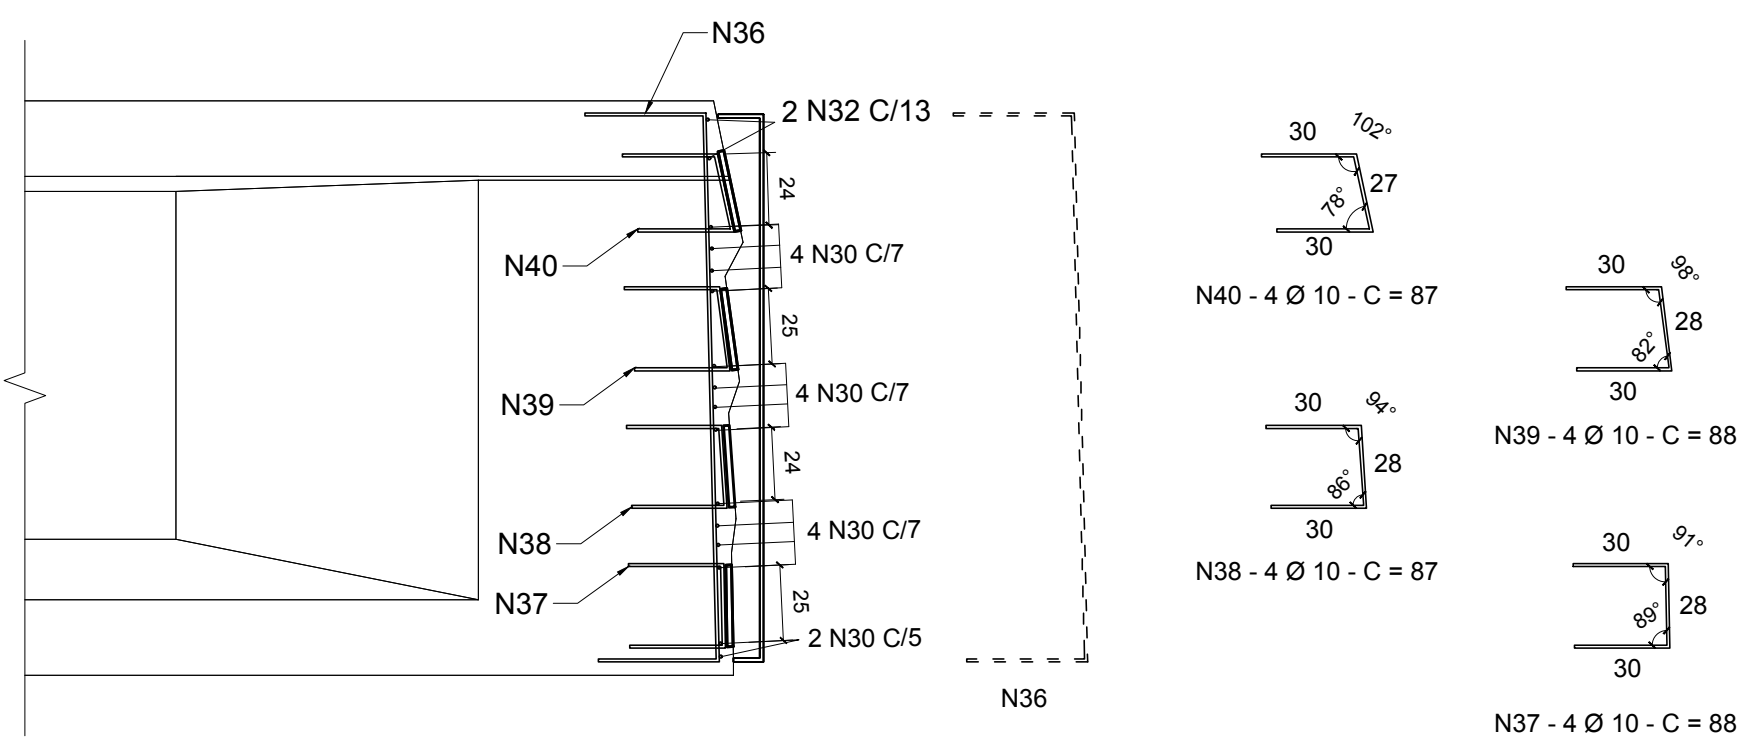 N36
2 N32 C/13
24
4 N30 C/7
N40
25
4 N30 C/7
N39
24
4 N30 C/7
N38
25
N37
2 N30 C/5
N36
30
102°
27
78°
30
N40 - 4 Ø 10 - C = 87
30
98°
28
82°
30
N39 - 4 Ø 10 - C = 88
30
94°
28
86°
30
N38 - 4 Ø 10 - C = 87
30
91°
28
89°
30
N37 - 4 Ø 10 - C = 88